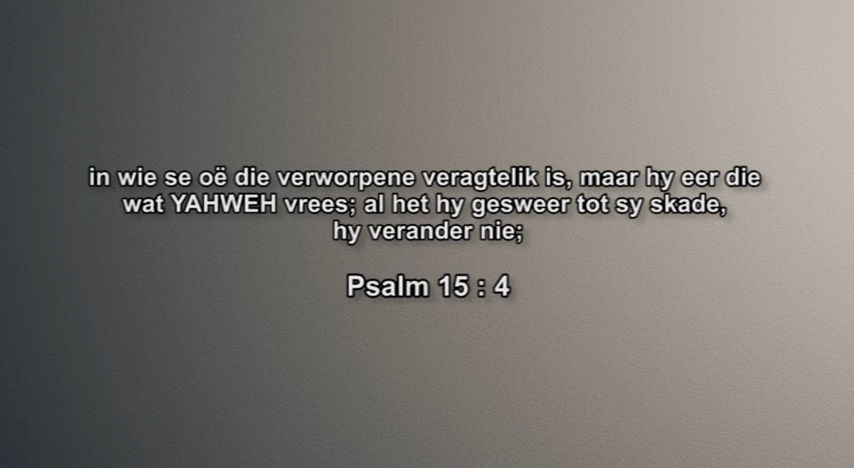 in wie se oë die verworpene veragtelik is, maar hy eer die
wat YAHWEH vrees; al het hy gesweer tot sy skade,
hy verander nie;
Psalm 15 : 4